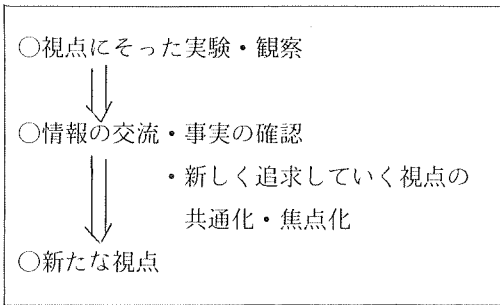 ○視点にそった実験・観察
○情報の交流・事実の確認
・新しく追求していく視点の
共通化・焦点化
○新たな視点